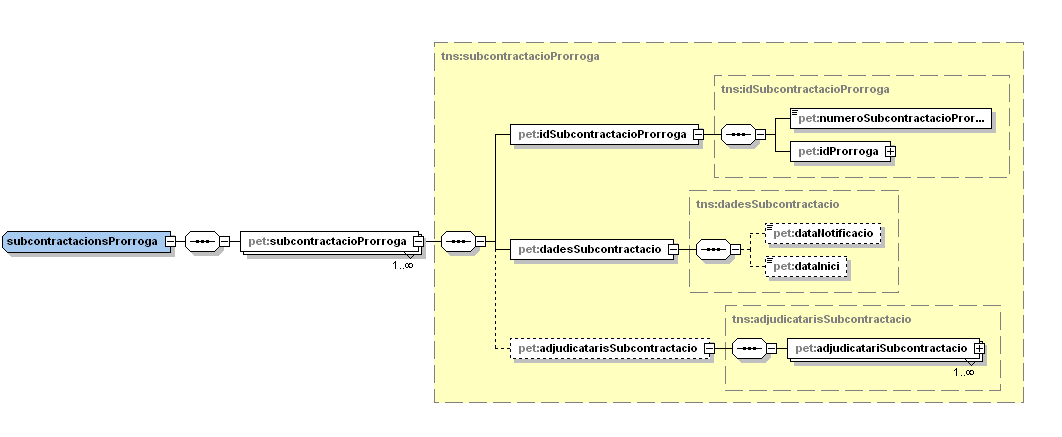 tns:subcontractacioProrroga
tns:idSubcontractacioProrroga
pet:numeroSubcontractacioPror...
pet:idSubcontractacioProrroga
pet:idProrroga
tns:dadesSubcontractacio
pet:dataNotificacio
subcontractacionsProrroga
pet:subcontractacioProrroga
1..∞
pet:dadesSubcontractacio
pet:dataInici
tns:adjudicatarisSubcontractacio
pet:adjudicatarisSubcontractacio
pet:adjudicatariSubcontractacio
1..∞